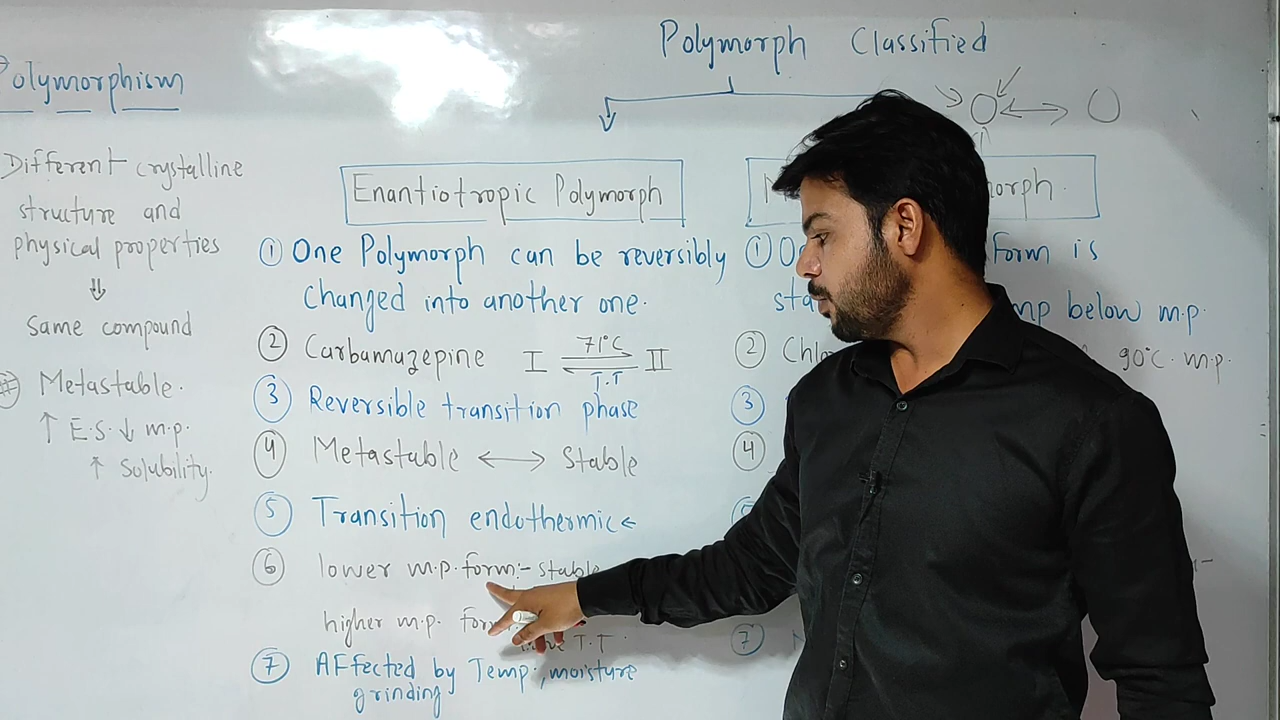 Polymorph Classified
Polymorphism
Different crystalline
structure and
physical properties
⇓
same compound
Metastable.
↑ E.S. ↓ m.p.
↑ Solubility.
Enantiotropic Polymorph
① One Polymorph can be reversibly
changed into another one.
② Carbamazepine I ⇌ II
71°C
T.T
③ Reversible transition phase
④ Metastable ⟷ Stable
⑤ Transition endothermic ←
⑥ lower m.p. form:- stable
higher m.p.
T.T
⑦ Affected by Temp., moisture
grinding
① form is
below m.p.
② 90°C. m.p.
③
④
⑦